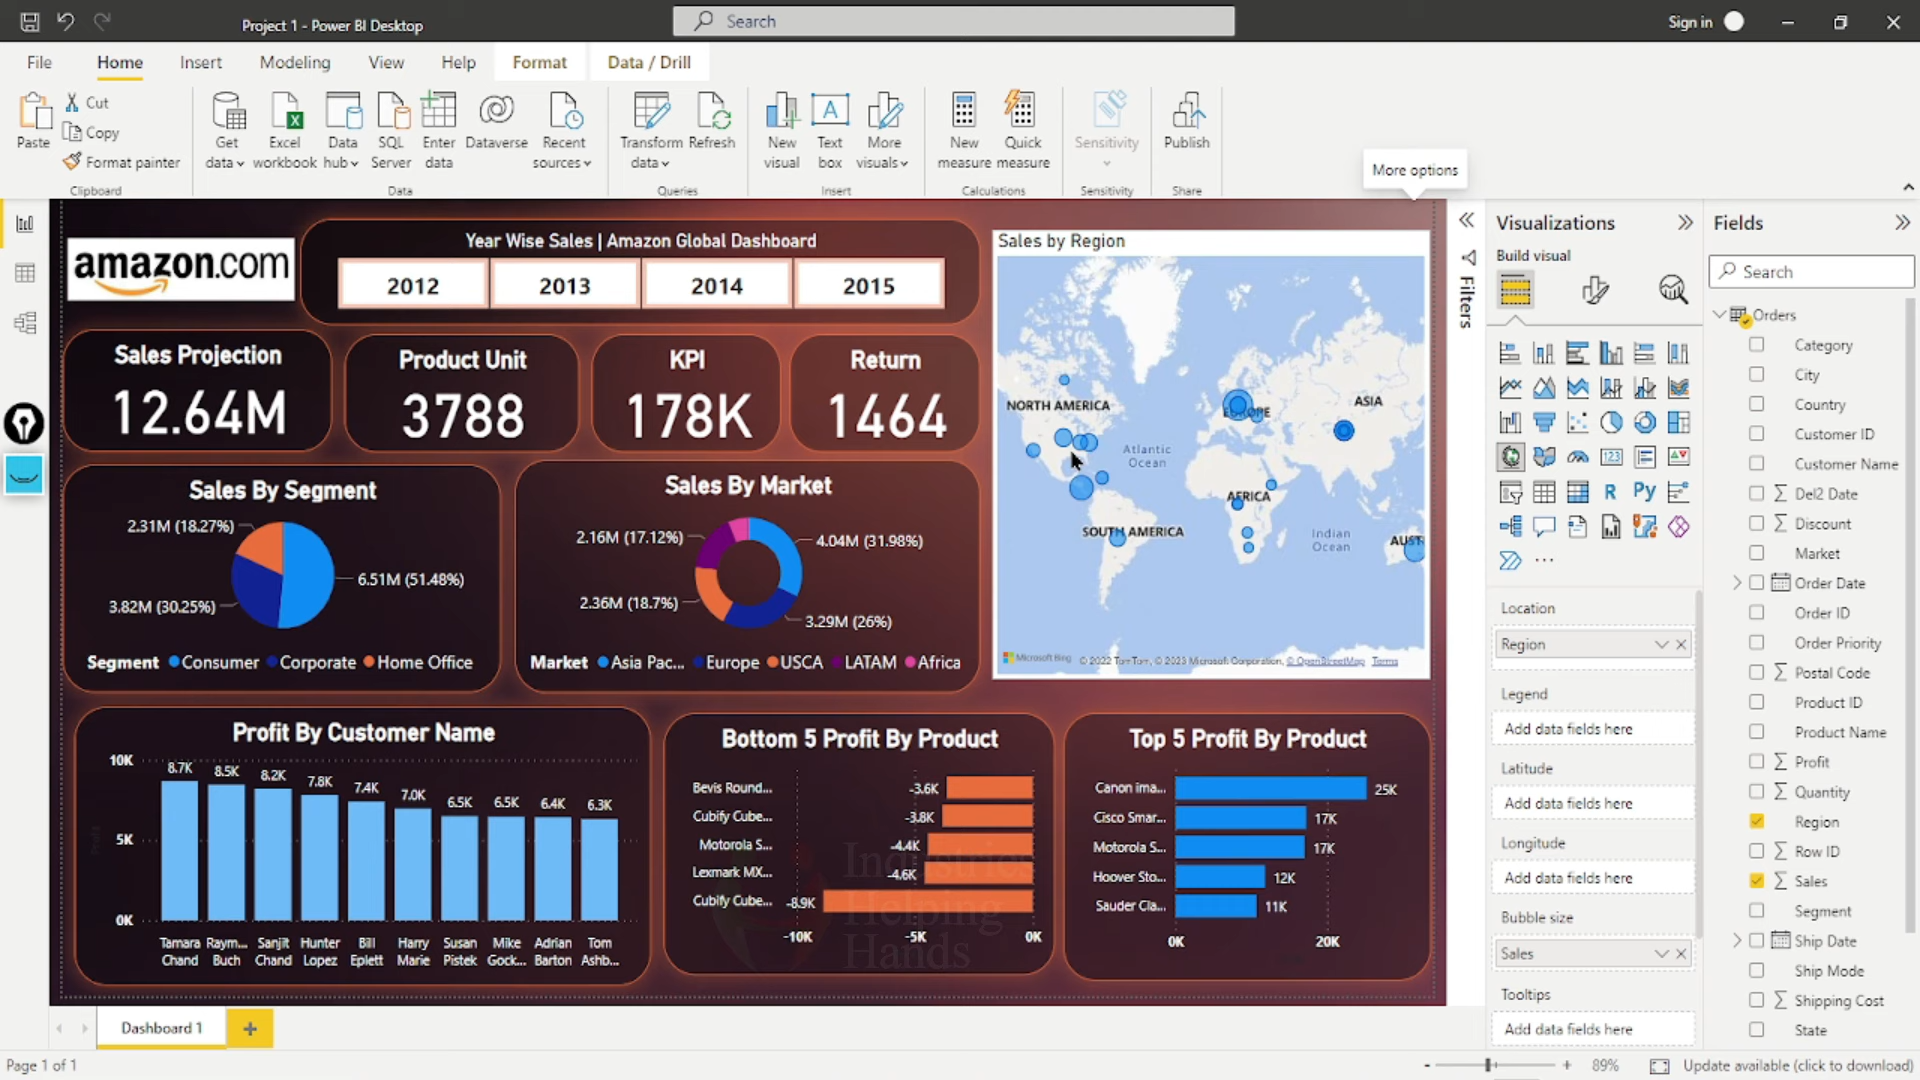 Project 1 - Power BI Desktop
Search
Sign in
File
Home
Insert
Modeling
View
Help
Format
Data / Drill
Paste
Cut
Copy
Format painter
Clipboard
Get data
Excel workbook
Data hub
SQL Server
Enter data
Dataverse
Recent sources
Data
Transform data
Refresh
Queries
New visual
Text box
More visuals
Insert
New measure
Quick measure
Calculations
Sensitivity
Sensitivity
Publish
Share
More options
amazon.com
Year Wise Sales | Amazon Global Dashboard
2012
2013
2014
2015
Sales Projection
12.64M
Product Unit
3788
KPI
178K
Return
1464
Sales by Region
NORTH AMERICA
EUROPE
ASIA
Atlantic
Ocean
AFRICA
SOUTH AMERICA
Indian
Ocean
AUST
Microsoft Bing
© 2022 TomTom, © 2023 Microsoft Corporation, © OpenStreetMap Terms
Sales By Segment
2.31M (18.27%)
6.51M (51.48%)
3.82M (30.25%)
Segment Consumer Corporate Home Office
Sales By Market
2.16M (17.12%)
4.04M (31.98%)
2.36M (18.7%)
3.29M (26%)
Market Asia Pac... Europe USCA LATAM Africa
Profit By Customer Name
10K
5K
0K
8.7K
8.5K
8.2K
7.8K
7.4K
7.0K
6.5K
6.5K
6.4K
6.3K
Tamara Chand
Raym... Buch
Sanjit Chand
Hunter Lopez
Bill Eplett
Harry Marie
Susan Pistek
Mike Gock...
Adrian Barton
Tom Ashb...
Bottom 5 Profit By Product
Bevis Round... -3.6K
Cubify Cube... -3.8K
Motorola S... -4.4K
Lexmark MX... -4.6K
Cubify Cube... -8.9K
-10K
-5K
0K
Industries
Helping
Hands
Top 5 Profit By Product
Canon ima... 25K
Cisco Smar... 17K
Motorola S... 17K
Hoover Sto... 12K
Sauder Cla... 11K
0K
20K
Filters
Visualizations
Build visual
123
R
Py
Location
Region
Legend
Add data fields here
Latitude
Add data fields here
Longitude
Add data fields here
Bubble size
Sales
Tooltips
Add data fields here
Fields
Search
Orders
Category
City
Country
Customer ID
Customer Name
Del2 Date
Discount
Market
Order Date
Order ID
Order Priority
Postal Code
Product ID
Product Name
Profit
Quantity
Region
Row ID
Sales
Segment
Ship Date
Ship Mode
Shipping Cost
State
Dashboard 1
Page 1 of 1
89%
Update available (click to download)